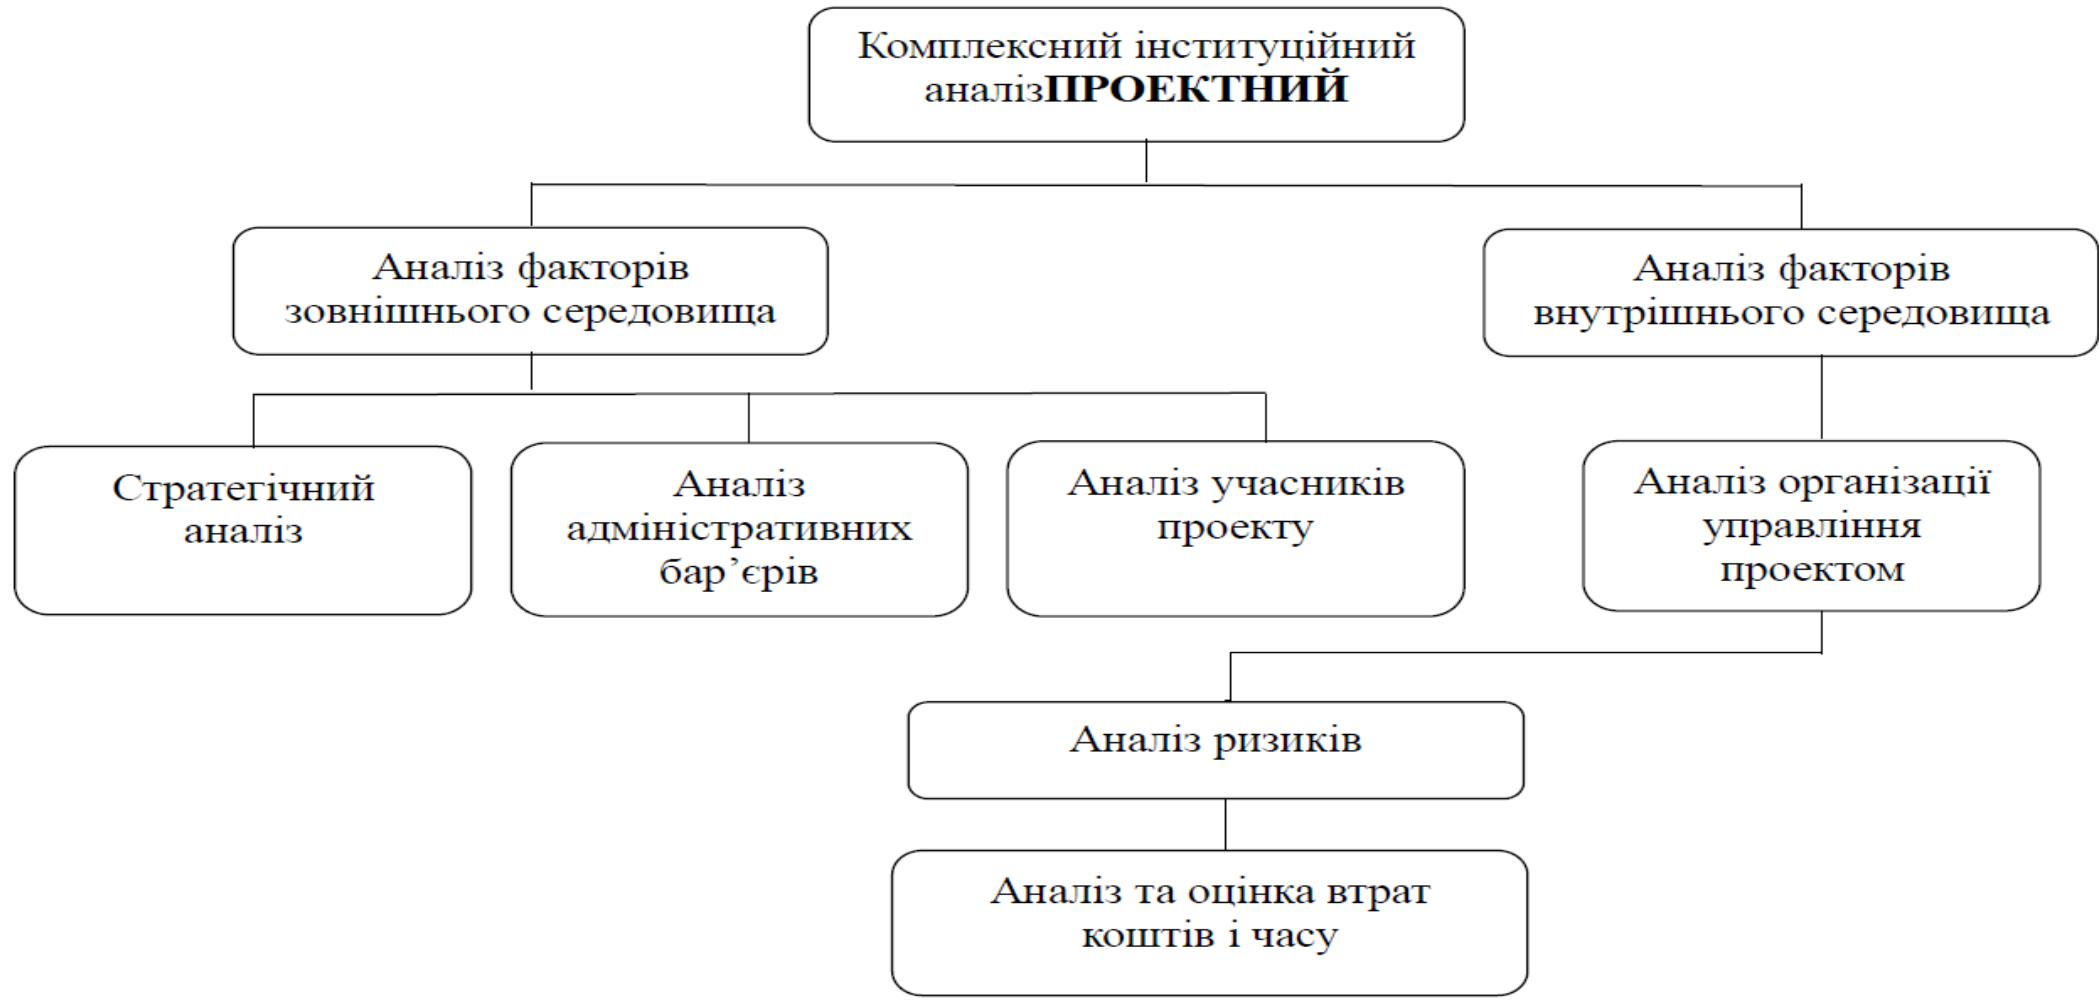 Комплексний інституційний
аналізПРОЕКТНИЙ
Аналіз факторів
зовнішнього середовища
Аналіз факторів
внутрішнього середовища
Стратегічний
аналіз
Аналіз
адміністративних
бар’єрів
Аналіз учасників
проекту
Аналіз організації
управління
проектом
Аналіз ризиків
Аналіз та оцінка втрат
коштів і часу